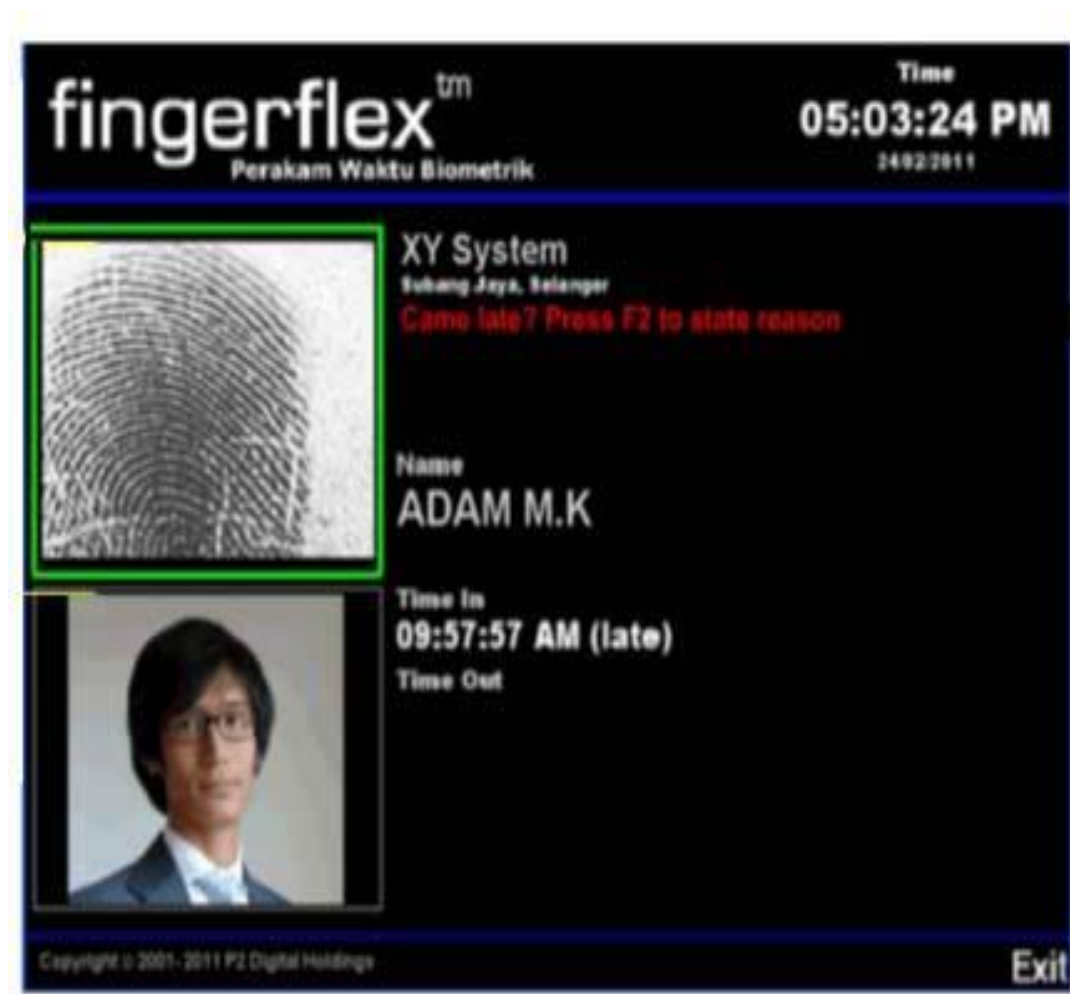 fingerflex tm
Perakam Waktu Biometrik
Time
05:03:24 PM
24/02/2011
XY System
Subang Jaya, Selangor
Came late? Press F2 to state reason
Name
ADAM M.K
Time In
09:57:57 AM (late)
Time Out
Copyright © 2001-2011 P2 Digital Holdings
Exit